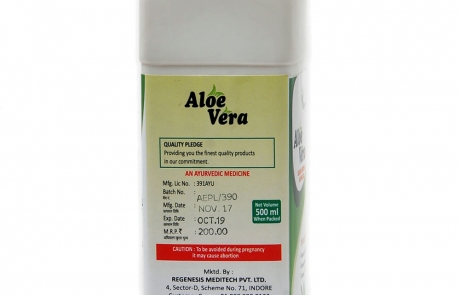 Aloe
Vera
QUALITY PLEDGE
Providing you the finest quality products
in our commitment.
AN AYURVEDIC MEDICINE
Mfg. Lic No. : 391AYU
Batch No. : AEPL/390
Mfg. Date : NOV. 17
Exp. Date : OCT.19
M.R.P. ₹ : 200.00
Net Volume
500 ml
When Packed
CAUTION : To be avoided during pregnancy
it may cause abortion
Mktd. By :
REGENESIS MEDITECH PVT. LTD.
4, Sector-D, Scheme No. 71, INDORE